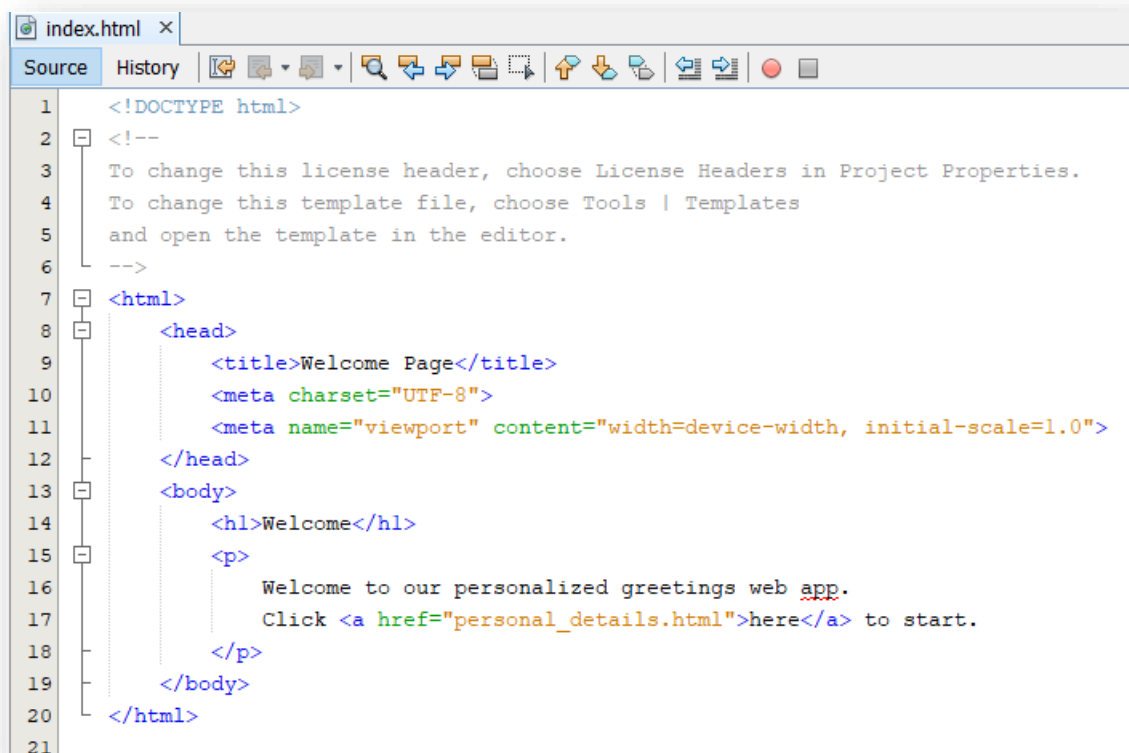 index.html ×
Source History
1 <!DOCTYPE html>
2 <!--
3 To change this license header, choose License Headers in Project Properties.
4 To change this template file, choose Tools | Templates
5 and open the template in the editor.
6 -->
7 <html>
8 <head>
9 <title>Welcome Page</title>
10 <meta charset="UTF-8">
11 <meta name="viewport" content="width=device-width, initial-scale=1.0">
12 </head>
13 <body>
14 <h1>Welcome</h1>
15 <p>
16 Welcome to our personalized greetings web app.
17 Click <a href="personal_details.html">here</a> to start.
18 </p>
19 </body>
20 </html>
21